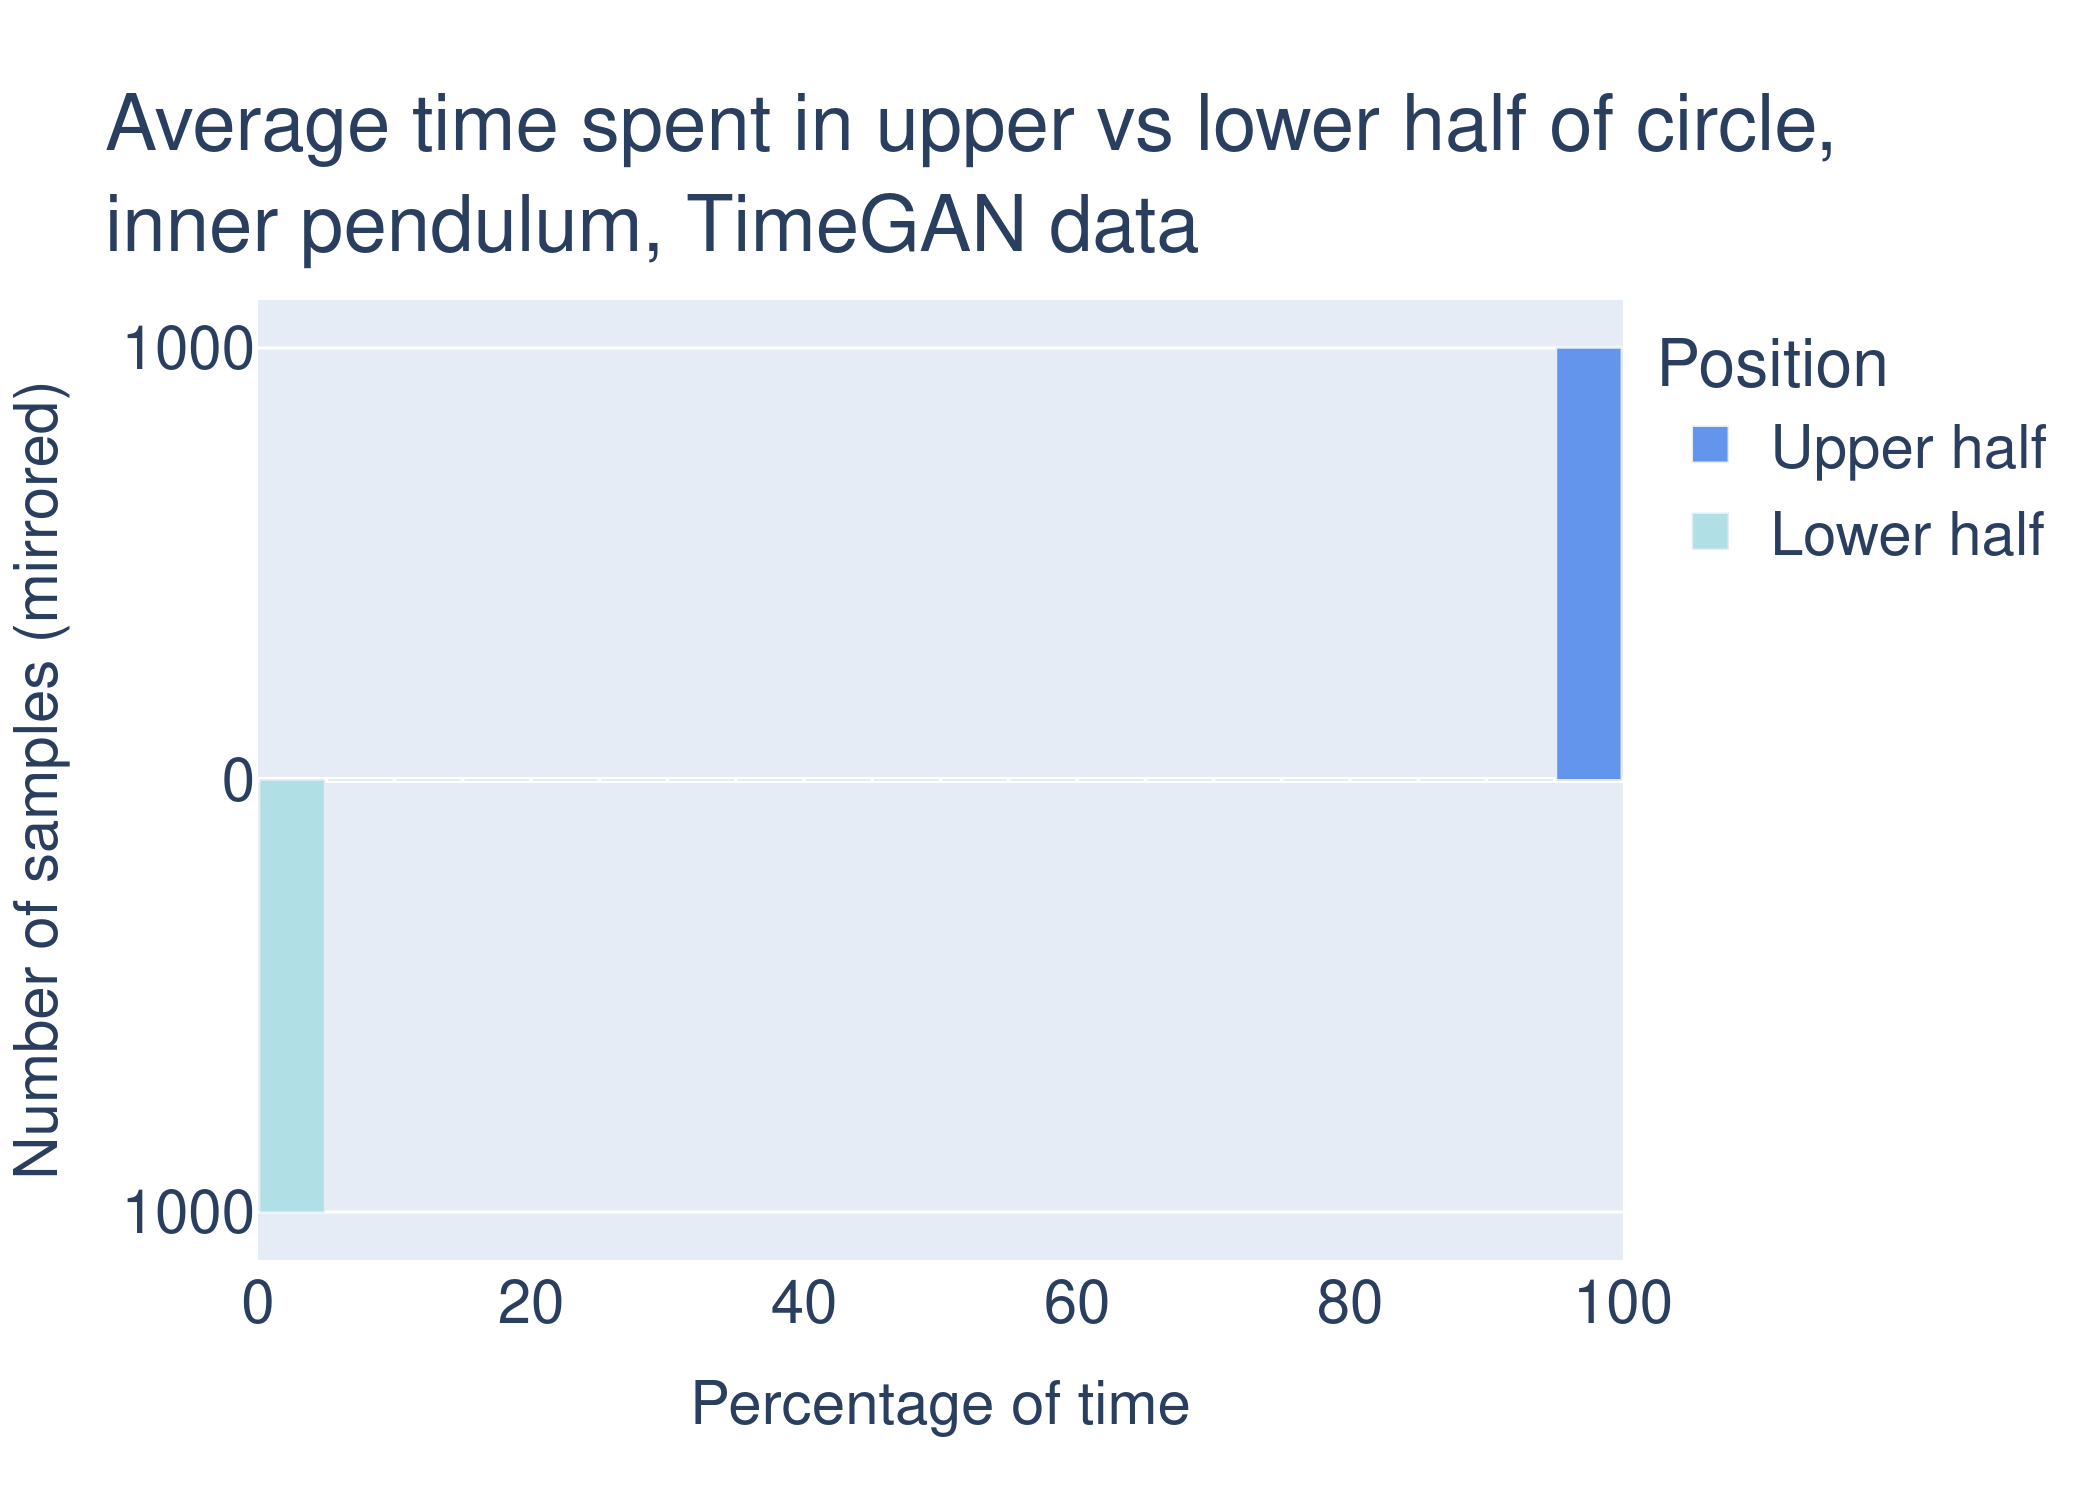 Average time spent in upper vs lower half of circle,
inner pendulum, TimeGAN data
Number of samples (mirrored)
1000
0
1000
0 20 40 60 80 100
Percentage of time
Position
Upper half
Lower half